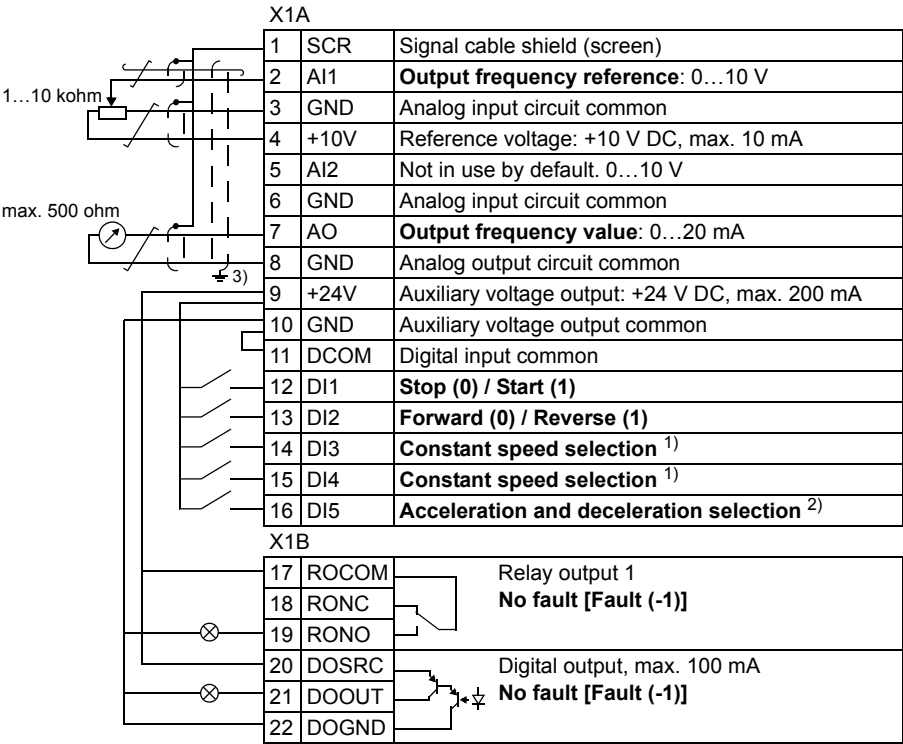 X1A
1 SCR Signal cable shield (screen)
2 AI1 Output frequency reference: 0…10 V
1…10 kohm
3 GND Analog input circuit common
4 +10V Reference voltage: +10 V DC, max. 10 mA
5 AI2 Not in use by default. 0…10 V
6 GND Analog input circuit common
max. 500 ohm
7 AO Output frequency value: 0…20 mA
8 GND Analog output circuit common
3)
9 +24V Auxiliary voltage output: +24 V DC, max. 200 mA
10 GND Auxiliary voltage output common
11 DCOM Digital input common
12 DI1 Stop (0) / Start (1)
13 DI2 Forward (0) / Reverse (1)
14 DI3 Constant speed selection 1)
15 DI4 Constant speed selection 1)
16 DI5 Acceleration and deceleration selection 2)
X1B
17 ROCOM Relay output 1
18 RONC No fault [Fault (-1)]
19 RONO
20 DOSRC Digital output, max. 100 mA
21 DOOUT No fault [Fault (-1)]
22 DOGND